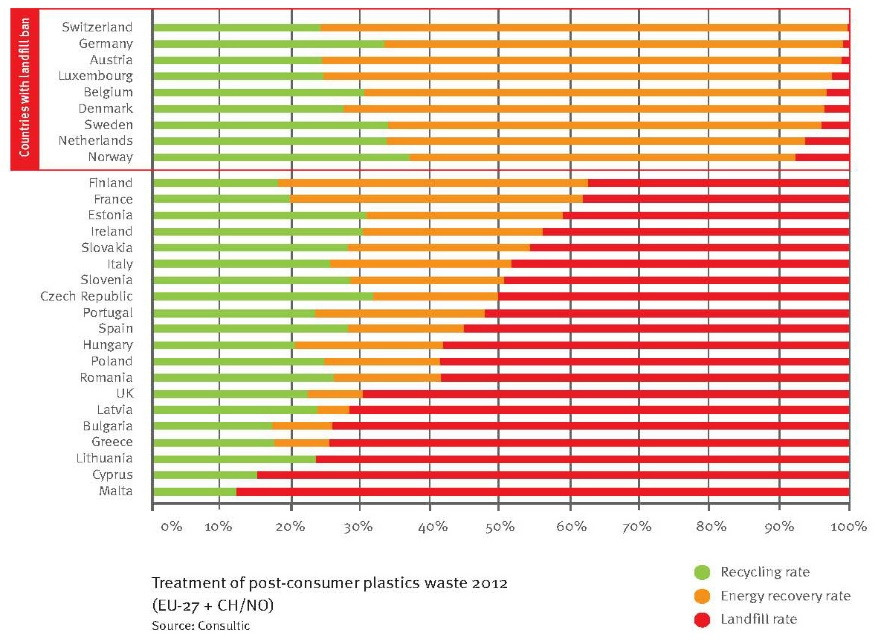 Countries with landfill ban
Switzerland
Germany
Austria
Luxembourg
Belgium
Denmark
Sweden
Netherlands
Norway
Finland
France
Estonia
Ireland
Slovakia
Italy
Slovenia
Czech Republic
Portugal
Spain
Hungary
Poland
Romania
UK
Latvia
Bulgaria
Greece
Lithuania
Cyprus
Malta
0% 10% 20% 30% 40% 50% 60% 70% 80% 90% 100%
Treatment of post-consumer plastics waste 2012
(EU-27 + CH/NO)
Source: Consultic
Recycling rate
Energy recovery rate
Landfill rate